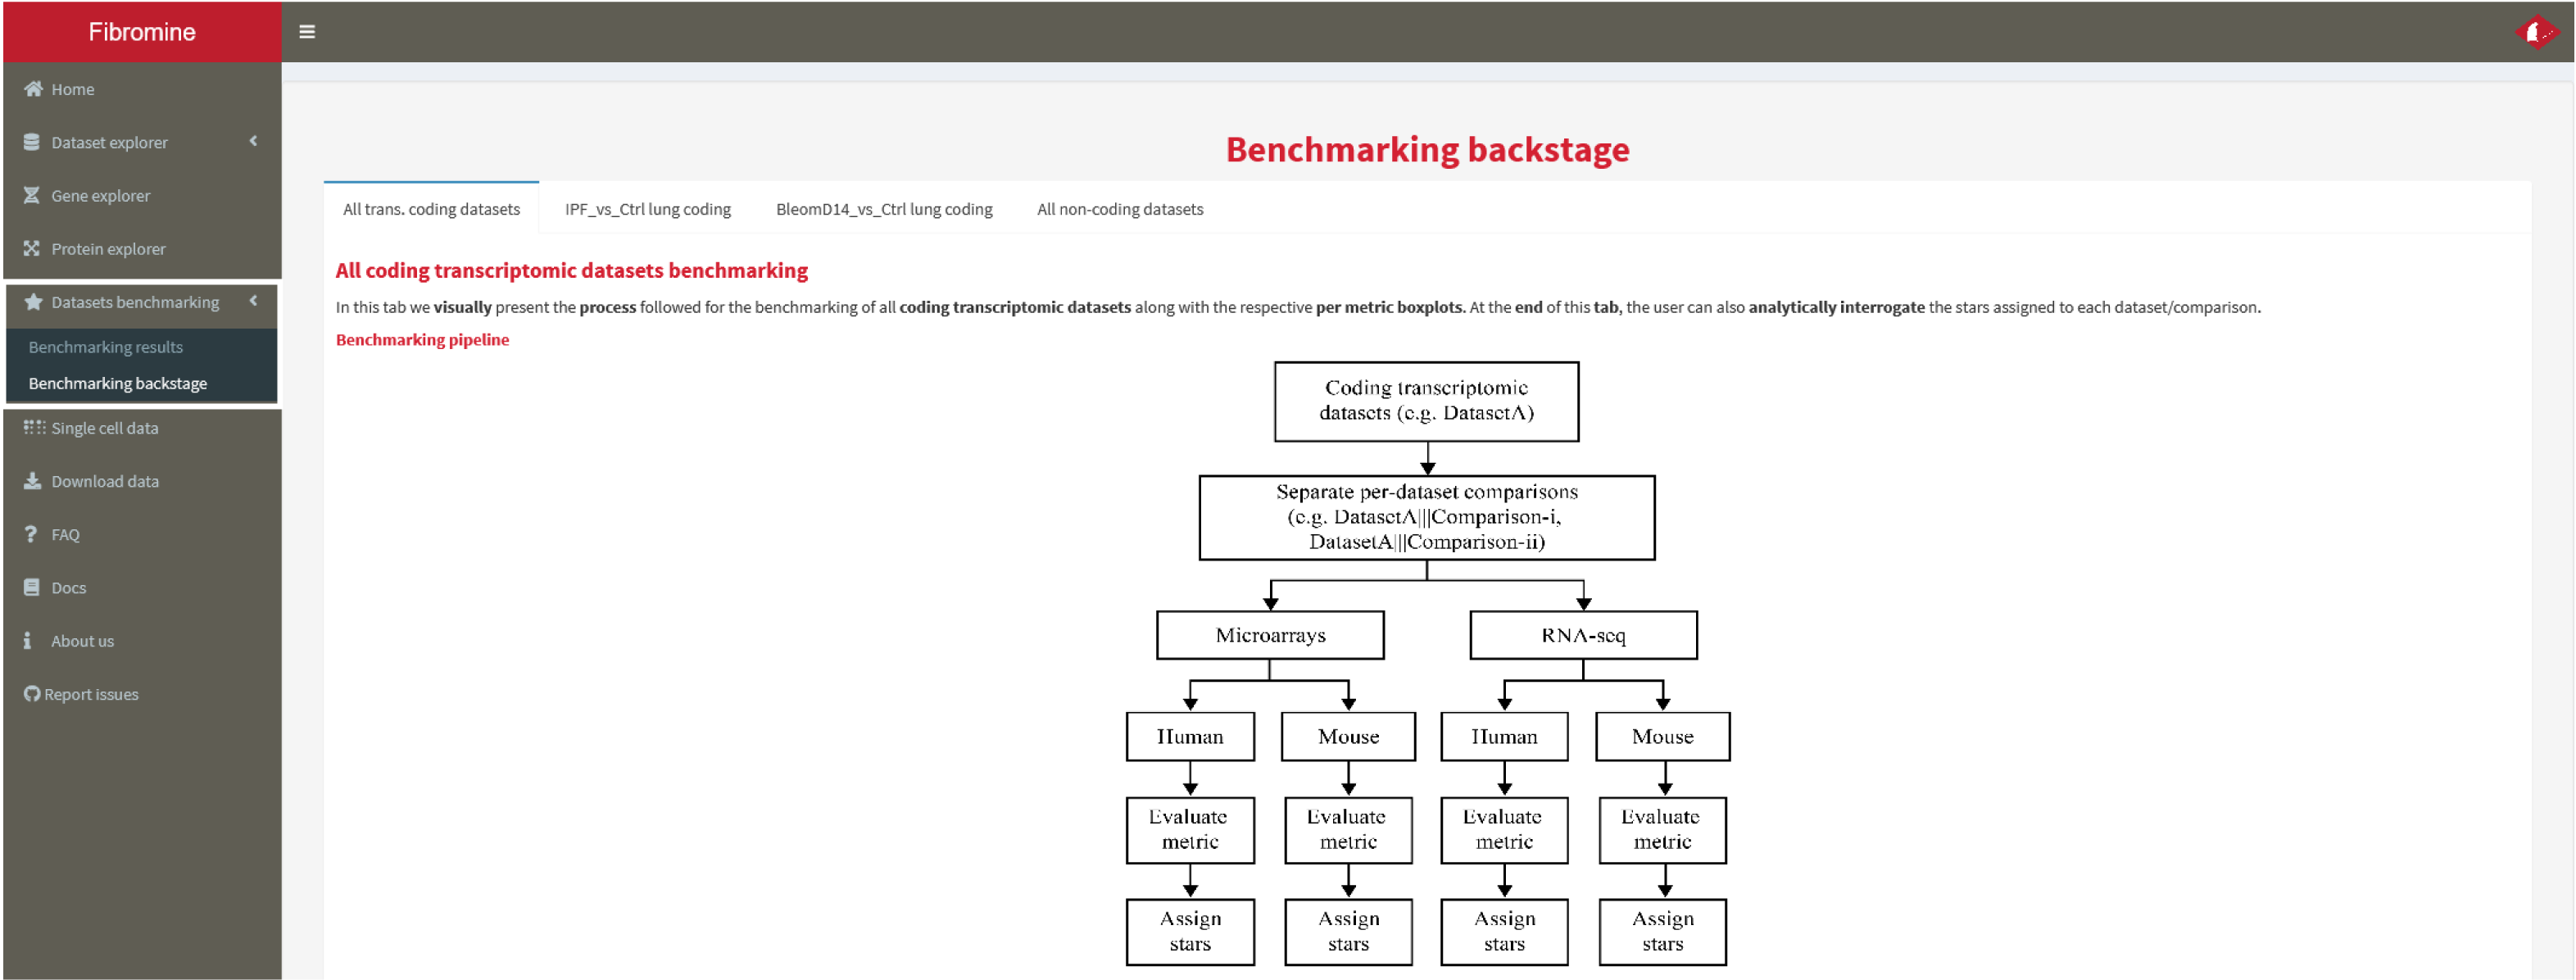 Fibromine
Home
Dataset explorer
Gene explorer
Protein explorer
Datasets benchmarking
Benchmarking results
Benchmarking backstage
Single cell data
Download data
FAQ
Docs
About us
Report issues
Benchmarking backstage
All trans. coding datasets IPF_vs_Ctrl lung coding BleomD14_vs_Ctrl lung coding All non-coding datasets
All coding transcriptomic datasets benchmarking
In this tab we visually present the process followed for the benchmarking of all coding transcriptomic datasets along with the respective per metric boxplots. At the end of this tab, the user can also analytically interrogate the stars assigned to each dataset/comparison.
Benchmarking pipeline
Coding transcriptomic
datasets (e.g. DatasetA)
Separate per-dataset comparisons
(e.g. DatasetA|||Comparison-i,
DatasetA|||Comparison-ii)
Microarrays RNA-seq
Human Mouse Human Mouse
Evaluate Evaluate Evaluate Evaluate
metric metric metric metric
Assign Assign Assign Assign
stars stars stars stars